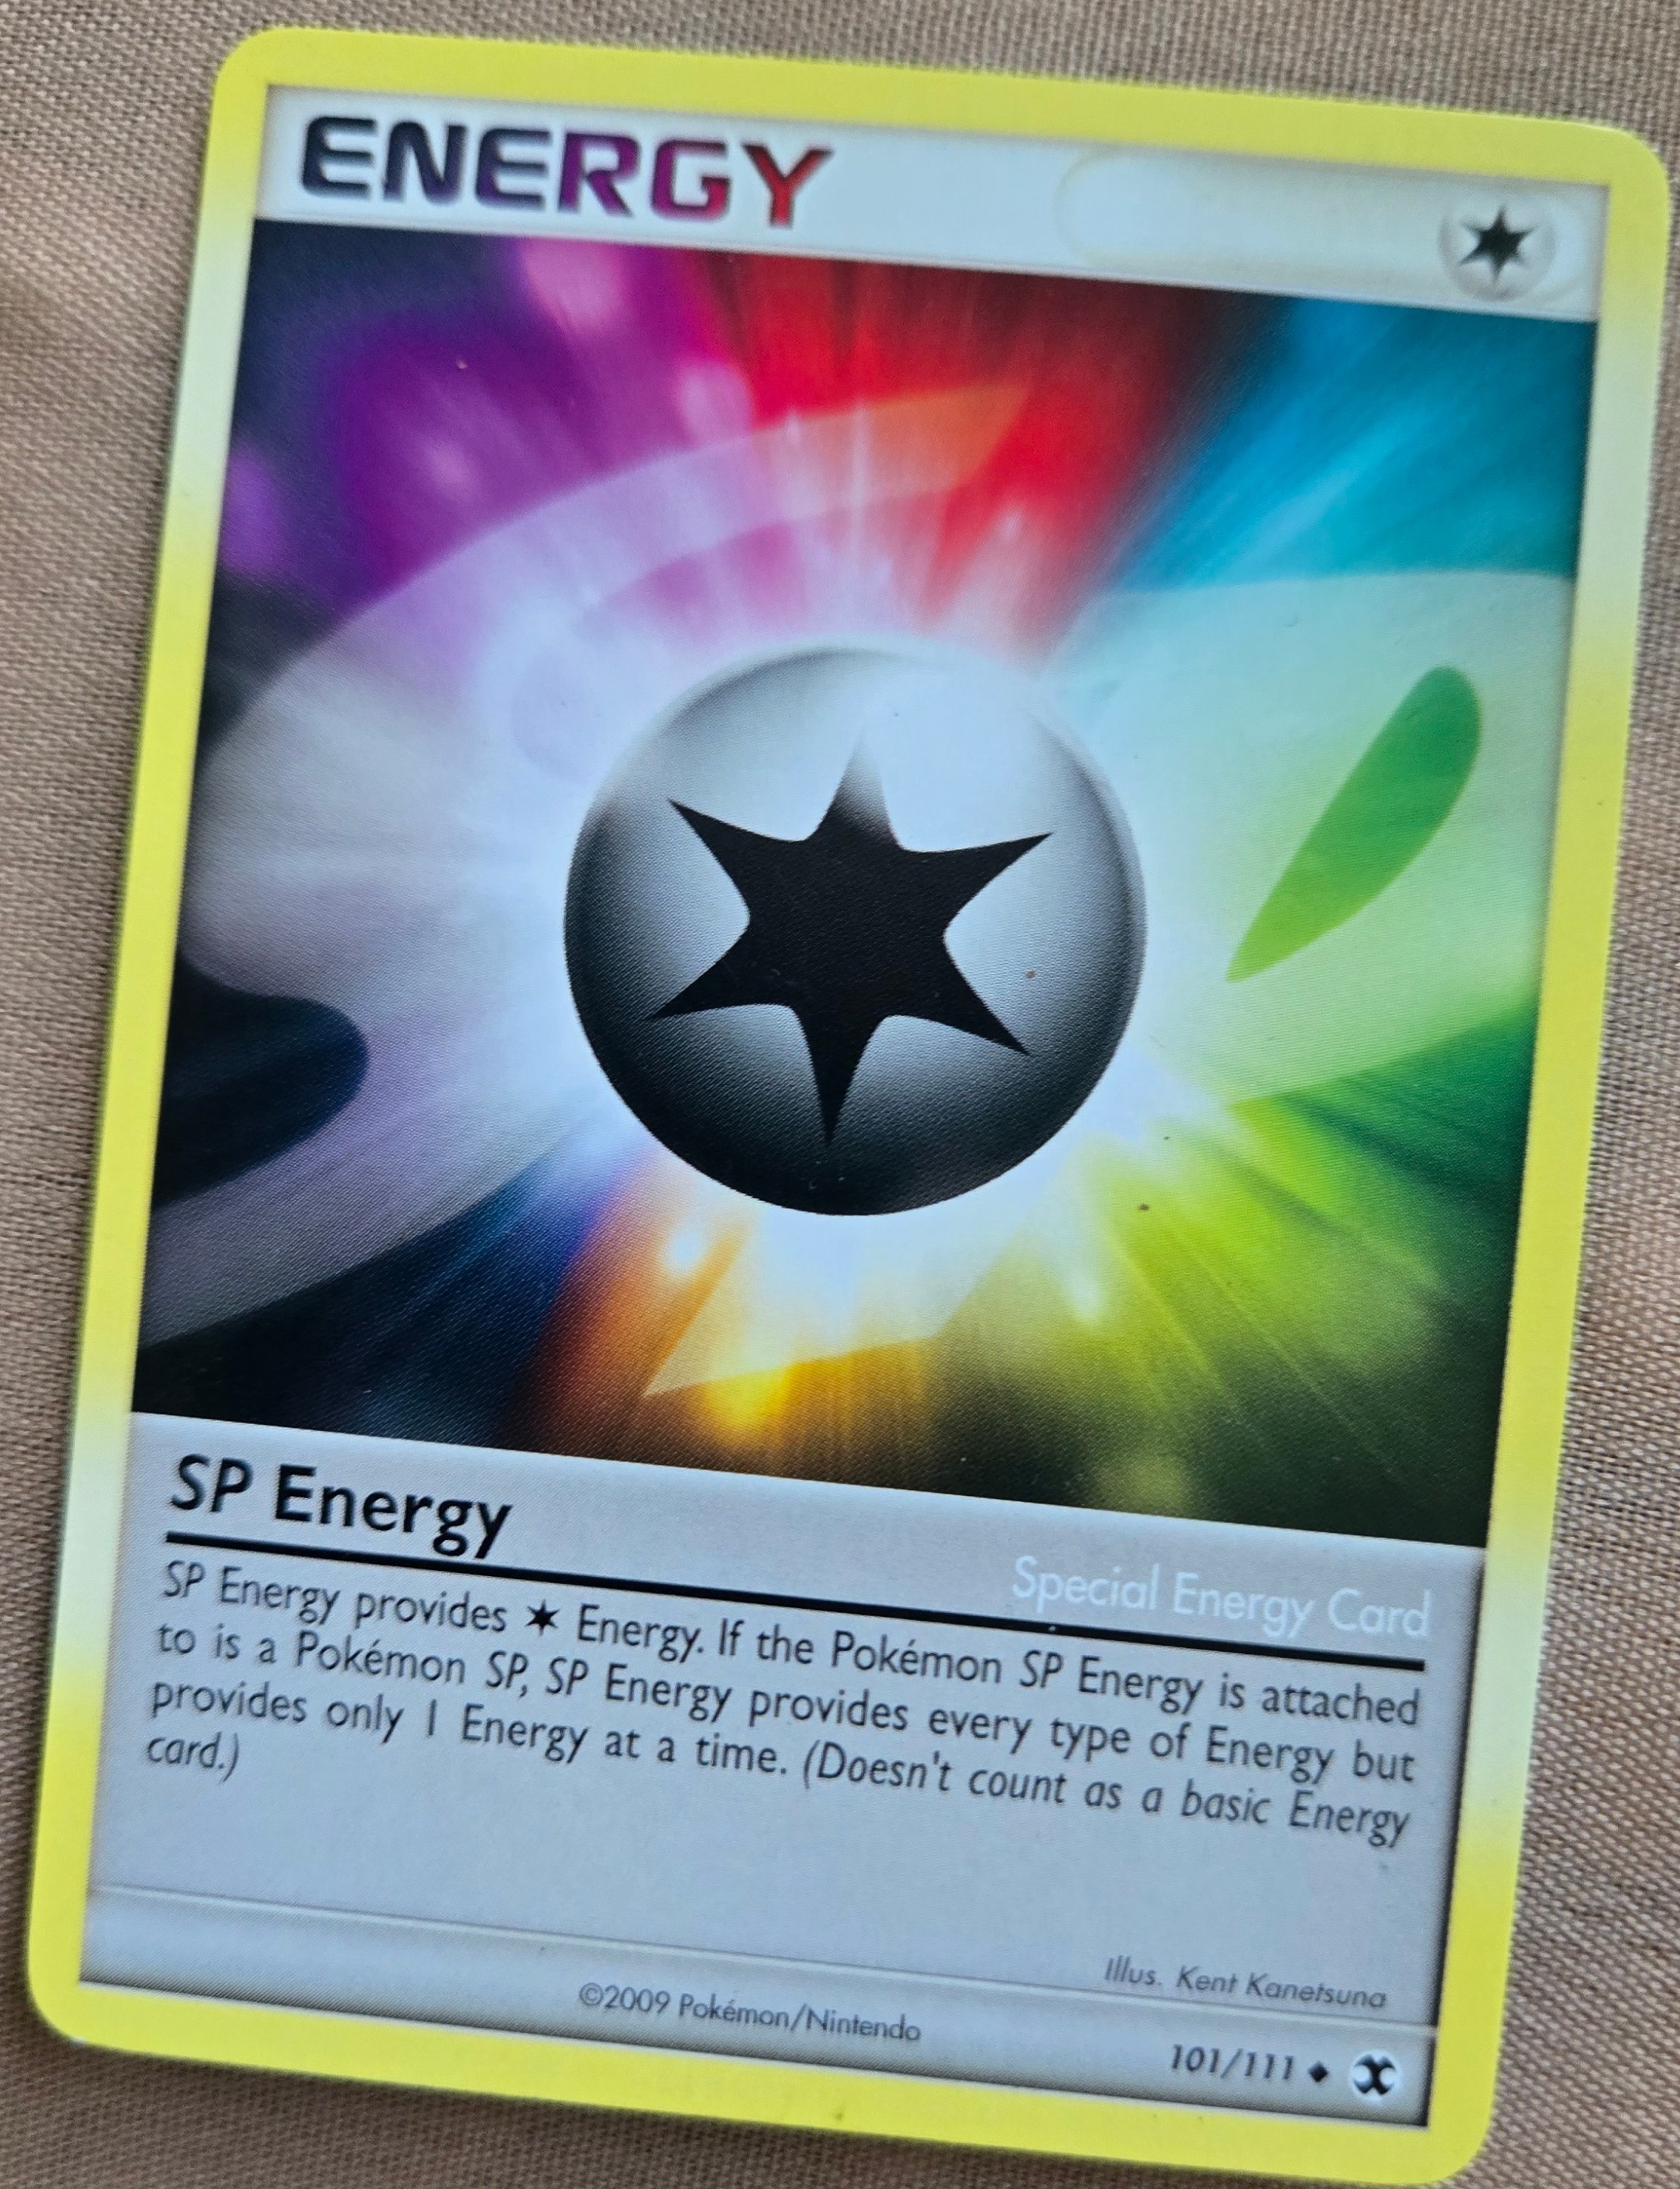 ENERGY
SP Energy
Special Energy Card
SP Energy provides ✶ Energy. If the Pokémon SP Energy is attached
to is a Pokémon SP, SP Energy provides every type of Energy but
provides only 1 Energy at a time. (Doesn't count as a basic Energy
card.)
Illus. Kent Kanetsuna
©2009 Pokémon/Nintendo
101/111 ◆